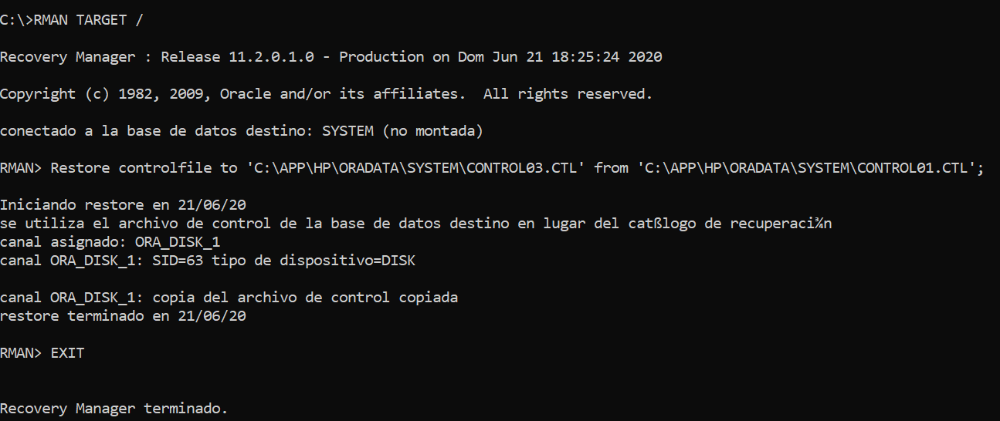 C:\>RMAN TARGET /
Recovery Manager : Release 11.2.0.1.0 - Production on Dom Jun 21 18:25:24 2020
Copyright (c) 1982, 2009, Oracle and/or its affiliates.  All rights reserved.
conectado a la base de datos destino: SYSTEM (no montada)
RMAN> Restore controlfile to 'C:\APP\HP\ORADATA\SYSTEM\CONTROL03.CTL' from 'C:\APP\HP\ORADATA\SYSTEM\CONTROL01.CTL';
Iniciando restore en 21/06/20
se utiliza el archivo de control de la base de datos destino en lugar del catßlogo de recuperaci¾n
canal asignado: ORA_DISK_1
canal ORA_DISK_1: SID=63 tipo de dispositivo=DISK
canal ORA_DISK_1: copia del archivo de control copiada
restore terminado en 21/06/20
RMAN> EXIT
Recovery Manager terminado.